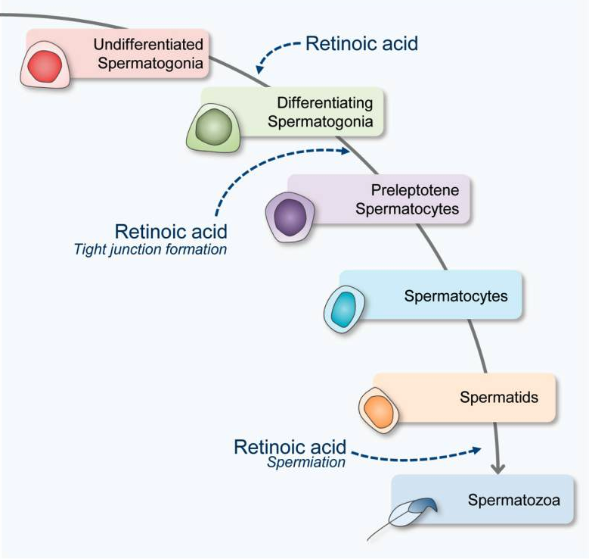 Undifferentiated
Spermatogonia
Retinoic acid
Differentiating
Spermatogonia
Preleptotene
Spermatocytes
Retinoic acid
Tight junction formation
Spermatocytes
Spermatids
Retinoic acid
Spermiation
Spermatozoa